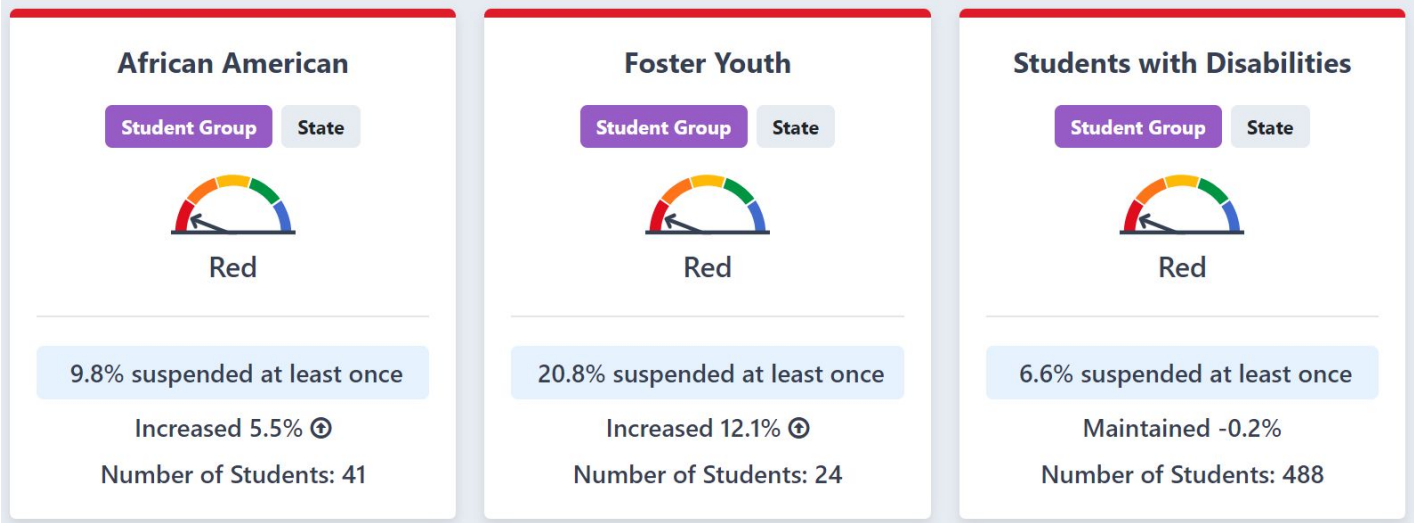 African American
Student Group State
Red
9.8% suspended at least once
Increased 5.5%
Number of Students: 41
Foster Youth
Student Group State
Red
20.8% suspended at least once
Increased 12.1%
Number of Students: 24
Students with Disabilities
Student Group State
Red
6.6% suspended at least once
Maintained -0.2%
Number of Students: 488